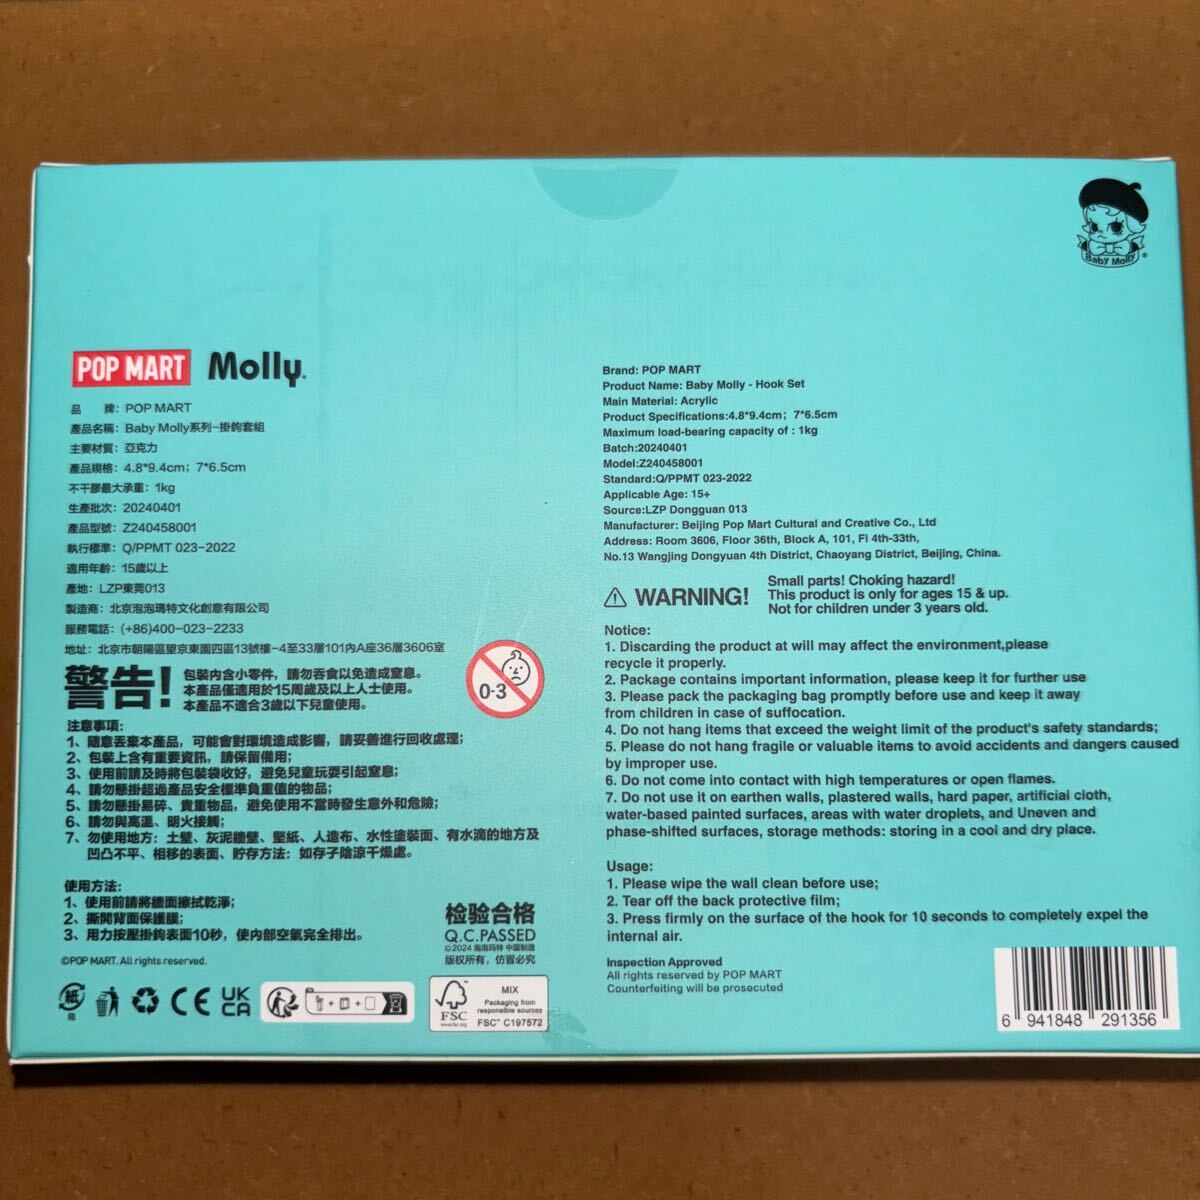 Baby Molly®
POP MART Molly.
品　　牌：POP MART
產品名稱：Baby Molly系列-掛鉤套組
主要材質：亞克力
產品規格：4.8*9.4cm；7*6.5cm
不干膠最大承重：1kg
生產批次：20240401
產品型號：Z240458001
執行標準：Q/PPMT 023-2022
適用年齡：15歲以上
產地：LZP東莞013
製造商：北京泡泡瑪特文化創意有限公司
服務電話：(+86)400-023-2233
地址：北京市朝陽區望京東園四區13號樓-4至33層101內A座36層3606室
警告!
包裝内含小零件，請勿吞食以免造成窒息。
本產品僅適用於15周歲及以上人士使用。
本產品不適合3歲以下兒童使用。
0-3
注意事項：
1、隨意丟棄本產品，可能會對環境造成影響，請妥善進行回收處理；
2、包裝上含有重要資訊，請保留備用；
3、使用前請及時將包裝袋收好，避免兒童玩耍引起窒息；
4、請勿懸掛超過產品安全標準負重值的物品；
5、請勿懸掛易碎、貴重物品，避免使用不當時發生意外和危險；
6、請勿與高溫、明火接觸；
7、勿使用地方：土壁、灰泥牆壁、堅紙、人造布、水性塗裝面、有水滴的地方及
凹凸不平、相移的表面、貯存方法：如存子陰涼干燥處。
使用方法：
1、使用前請將牆面擦拭乾淨；
2、撕開背面保護膜；
3、用力按壓掛鉤表面10秒，使内部空氣完全排出。
©POP MART. All rights reserved.
检验合格
Q.C.PASSED
©2024 泡泡玛特 中国制造
版权所有，仿冒必究
紙
箱
CE
UK
CA
FSC
www.fsc.org
MIX
Packaging from
responsible sources
FSC™ C197572
Brand: POP MART
Product Name: Baby Molly - Hook Set
Main Material: Acrylic
Product Specifications:4.8*9.4cm；7*6.5cm
Maximum load-bearing capacity of : 1kg
Batch:20240401
Model:Z240458001
Standard:Q/PPMT 023-2022
Applicable Age: 15+
Source:LZP Dongguan 013
Manufacturer: Beijing Pop Mart Cultural and Creative Co., Ltd
Address: Room 3606, Floor 36th, Block A, 101, Fl 4th-33th,
No.13 Wangjing Dongyuan 4th District, Chaoyang District, Beijing, China.
WARNING!
Small parts! Choking hazard!
This product is only for ages 15 & up.
Not for children under 3 years old.
Notice:
1. Discarding the product at will may affect the environment,please
recycle it properly.
2. Package contains important information, please keep it for further use
3. Please pack the packaging bag promptly before use and keep it away
from children in case of suffocation.
4. Do not hang items that exceed the weight limit of the product's safety standards;
5. Please do not hang fragile or valuable items to avoid accidents and dangers caused
by improper use.
6. Do not come into contact with high temperatures or open flames.
7. Do not use it on earthen walls, plastered walls, hard paper, artificial cloth,
water-based painted surfaces, areas with water droplets, and Uneven and
phase-shifted surfaces, storage methods: storing in a cool and dry place.
Usage:
1. Please wipe the wall clean before use;
2. Tear off the back protective film;
3. Press firmly on the surface of the hook for 10 seconds to completely expel the
internal air.
Inspection Approved
All rights reserved by POP MART
Counterfeiting will be prosecuted
6 941848 291356